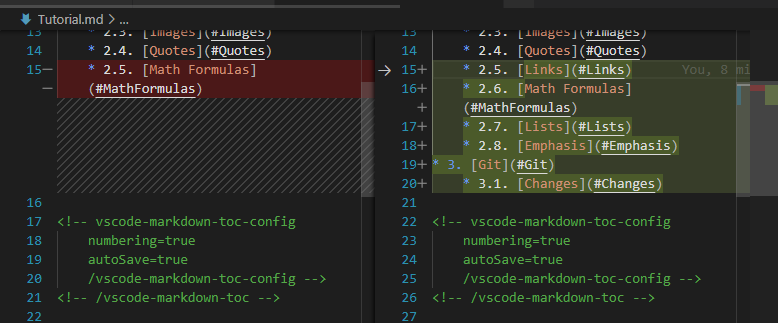 Tutorial.md > ...
13 * 2.3. [Images](#Images)
14 * 2.4. [Quotes](#Quotes)
15− * 2.5. [Math Formulas]
− (#MathFormulas)
16
17 <!-- vscode-markdown-toc-config
18 numbering=true
19 autoSave=true
20 /vscode-markdown-toc-config -->
21 <!-- /vscode-markdown-toc -->
22
13 * 2.3. [Images](#Images)
14 * 2.4. [Quotes](#Quotes)
15+ * 2.5. [Links](#Links) You, 8 mi
16+ * 2.6. [Math Formulas]
+ (#MathFormulas)
17+ * 2.7. [Lists](#Lists)
18+ * 2.8. [Emphasis](#Emphasis)
19+ * 3. [Git](#Git)
20+ * 3.1. [Changes](#Changes)
21
22 <!-- vscode-markdown-toc-config
23 numbering=true
24 autoSave=true
25 /vscode-markdown-toc-config -->
26 <!-- /vscode-markdown-toc -->
27